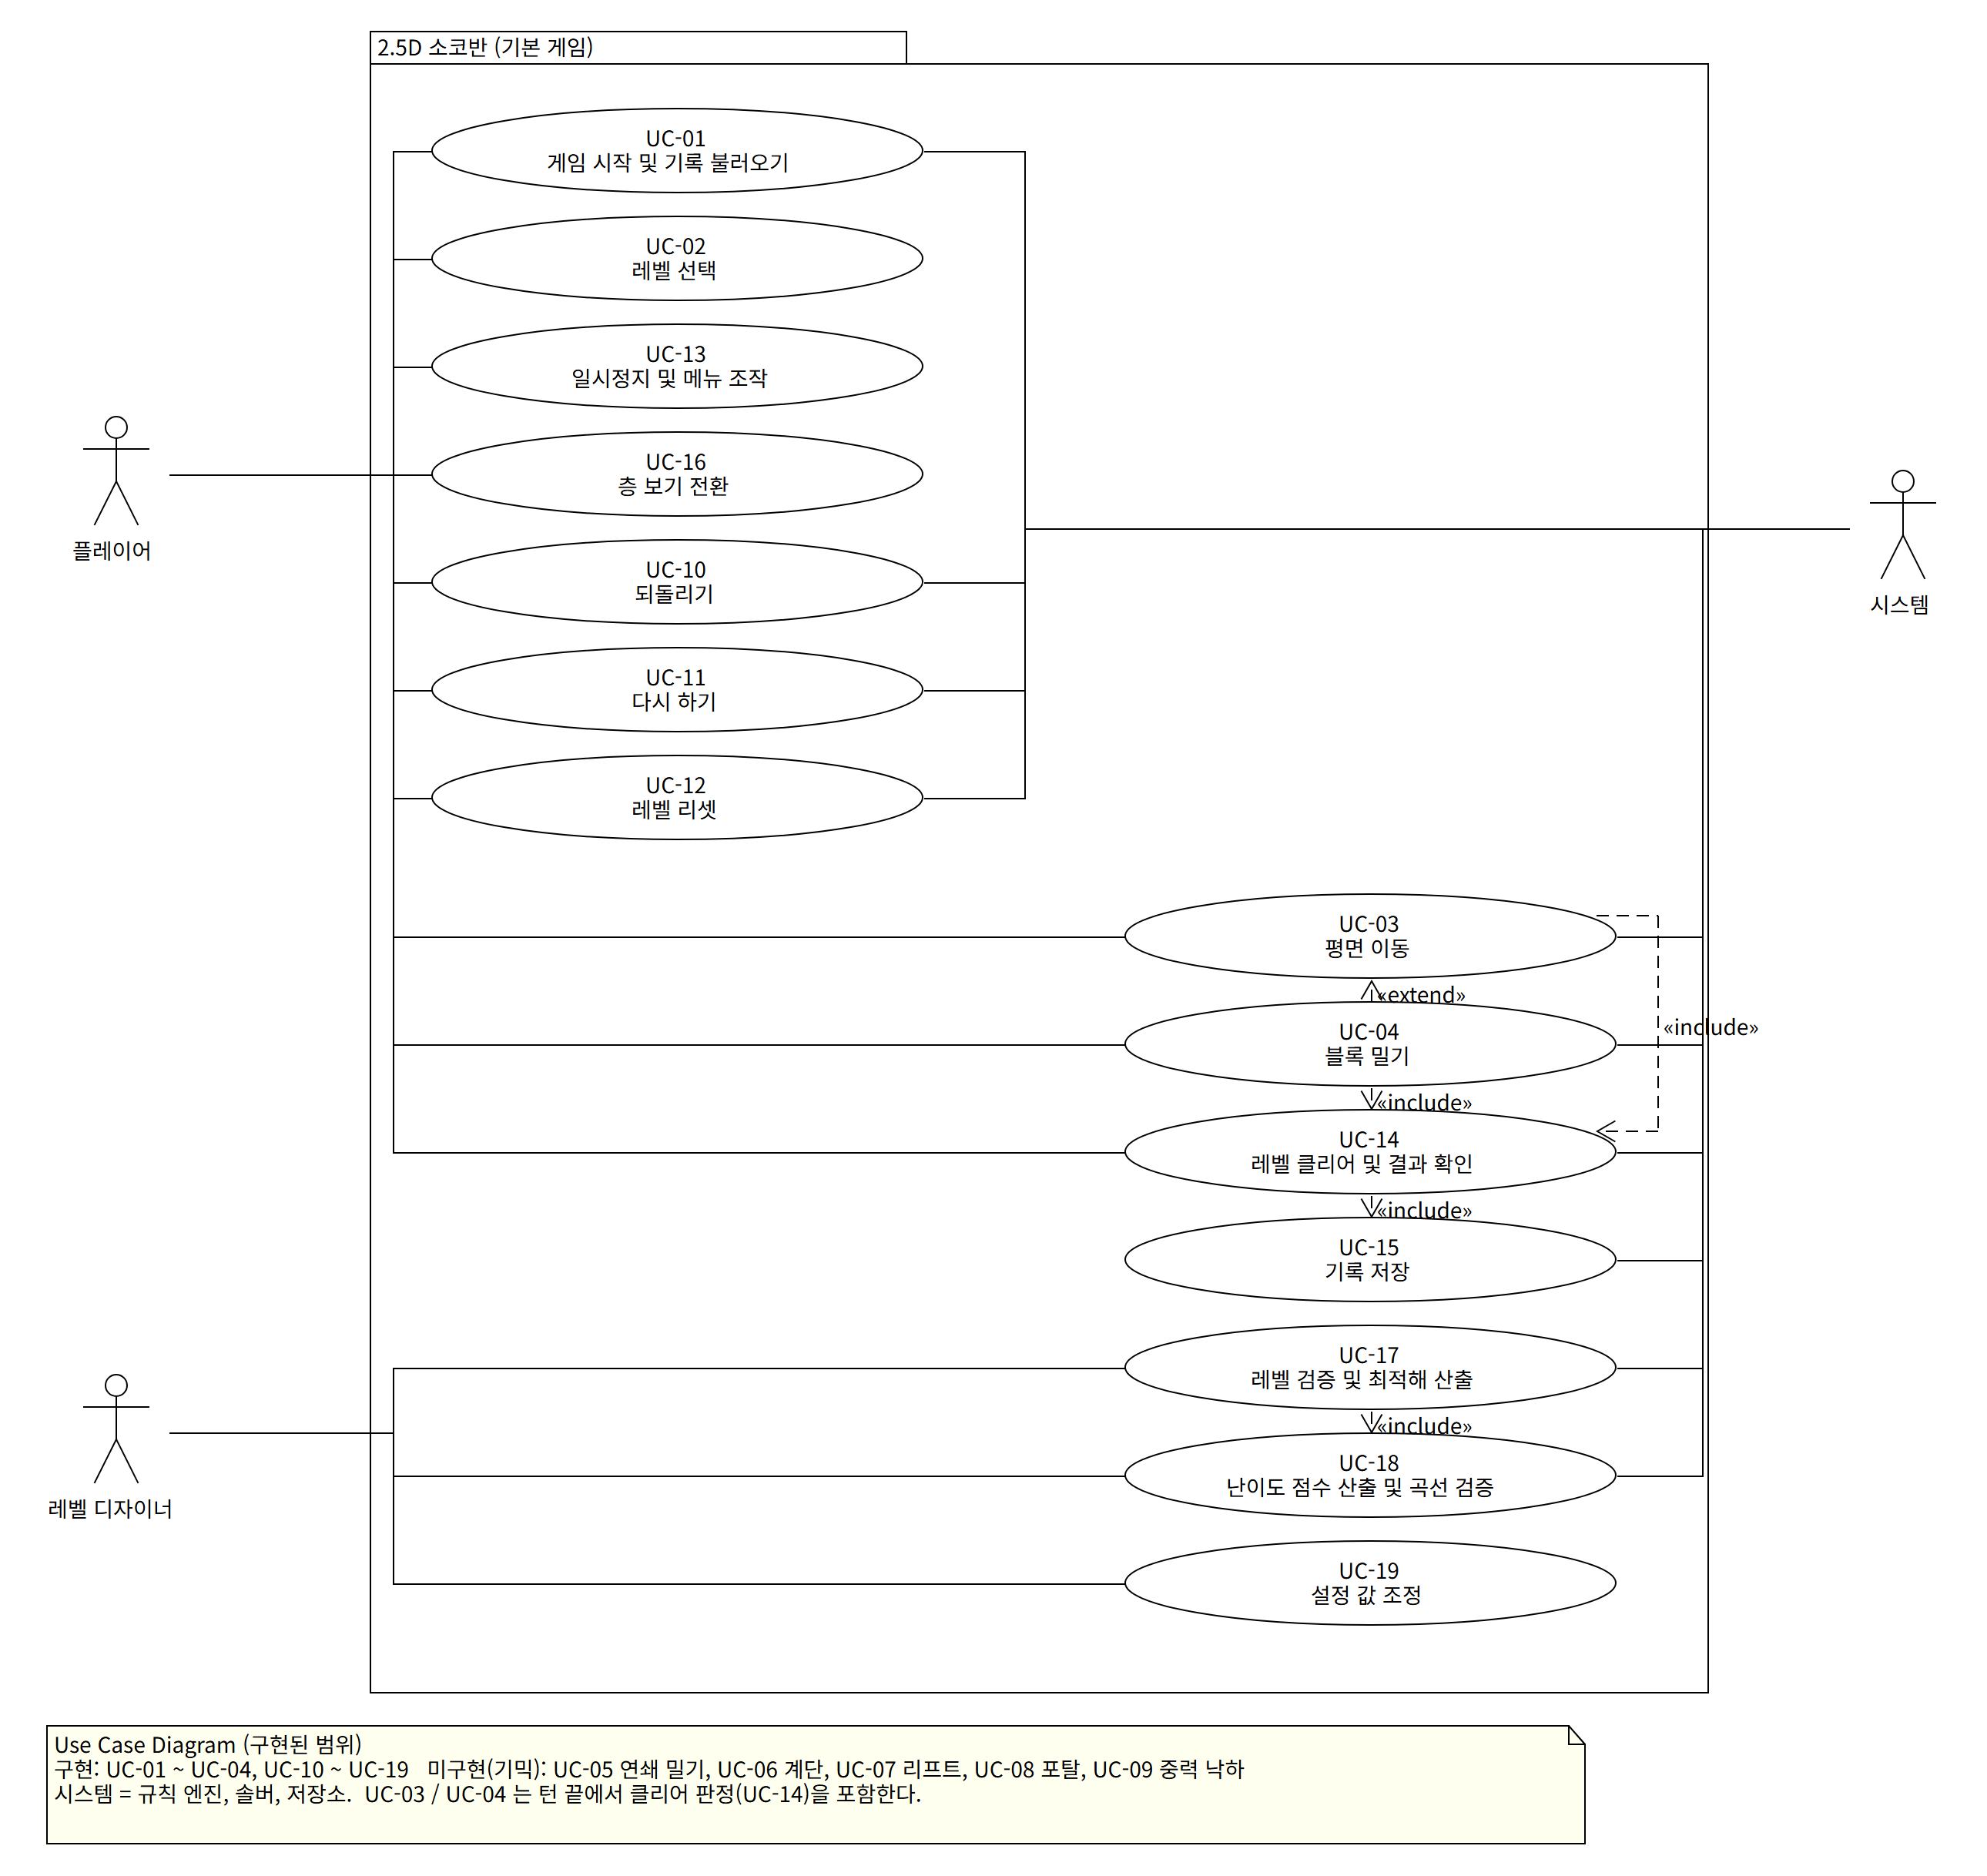 2.5D 소코반 (기본 게임)
UC-01
게임 시작 및 기록 불러오기
UC-02
레벨 선택
UC-13
일시정지 및 메뉴 조작
UC-16
층 보기 전환
플레이어
UC-10
되돌리기
시스템
UC-11
다시 하기
UC-12
레벨 리셋
UC-03
평면 이동
«extend»
«include»
UC-04
블록 밀기
«include»
UC-14
레벨 클리어 및 결과 확인
«include»
UC-15
기록 저장
UC-17
레벨 검증 및 최적해 산출
«include»
레벨 디자이너
UC-18
난이도 점수 산출 및 곡선 검증
UC-19
설정 값 조정
Use Case Diagram (구현된 범위)
구현: UC-01 ~ UC-04, UC-10 ~ UC-19   미구현(기믹): UC-05 연쇄 밀기, UC-06 계단, UC-07 리프트, UC-08 포탈, UC-09 중력 낙하
시스템 = 규칙 엔진, 솔버, 저장소.  UC-03 / UC-04 는 턴 끝에서 클리어 판정(UC-14)을 포함한다.